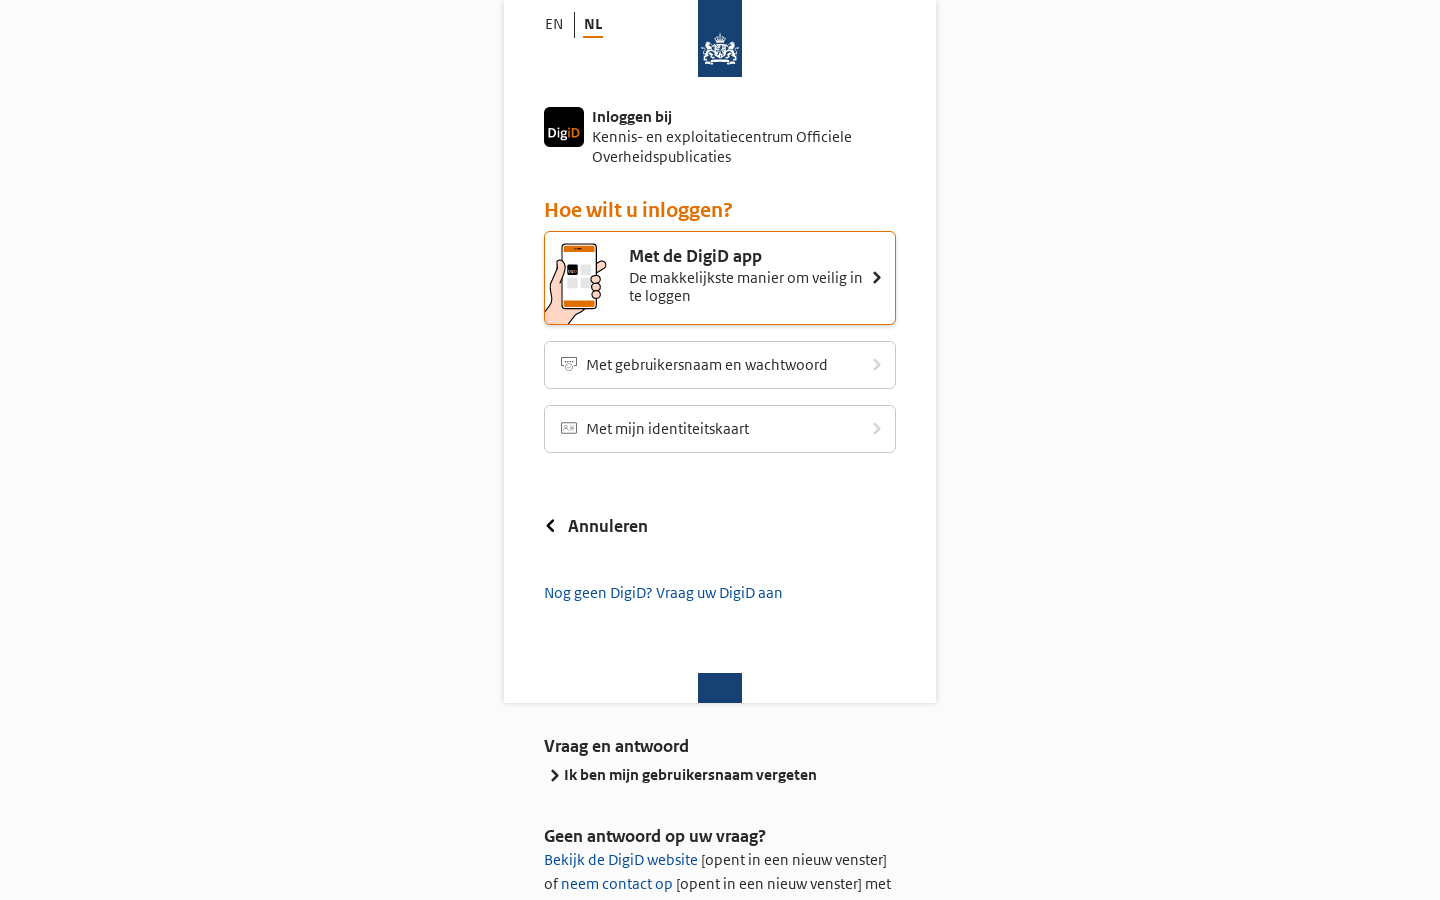 EN
NL
DigiD
Inloggen bij
Kennis- en exploitatiecentrum Officiele
Overheidspublicaties
Hoe wilt u inloggen?
Met de DigiD app
De makkelijkste manier om veilig in
te loggen
Met gebruikersnaam en wachtwoord
Met mijn identiteitskaart
Annuleren
Nog geen DigiD? Vraag uw DigiD aan
Vraag en antwoord
Ik ben mijn gebruikersnaam vergeten
Geen antwoord op uw vraag?
Bekijk de DigiD website [opent in een nieuw venster]
of neem contact op [opent in een nieuw venster] met